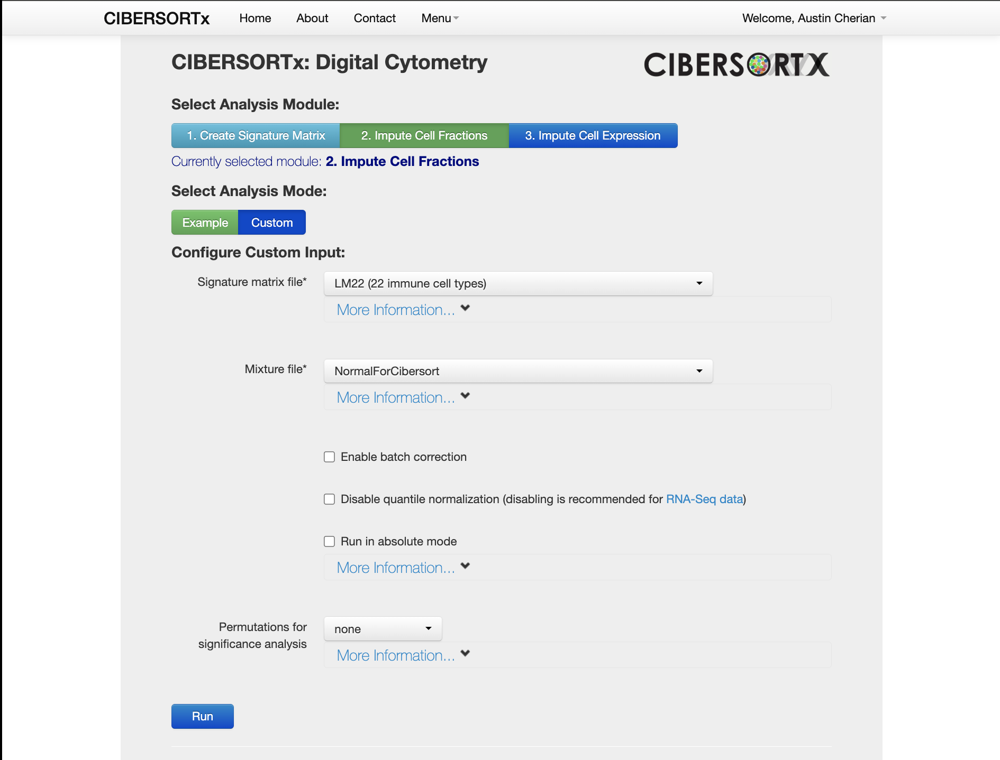 CIBERSORTx Home About Contact Menu Welcome, Austin Cherian
CIBERSORTx: Digital Cytometry
CIBERSORTX
Select Analysis Module:
1. Create Signature Matrix 2. Impute Cell Fractions 3. Impute Cell Expression
Currently selected module: 2. Impute Cell Fractions
Select Analysis Mode:
Example Custom
Configure Custom Input:
Signature matrix file* LM22 (22 immune cell types)
More Information...
Mixture file* NormalForCibersort
More Information...
Enable batch correction
Disable quantile normalization (disabling is recommended for RNA-Seq data)
Run in absolute mode
More Information...
Permutations for
significance analysis
none
More Information...
Run